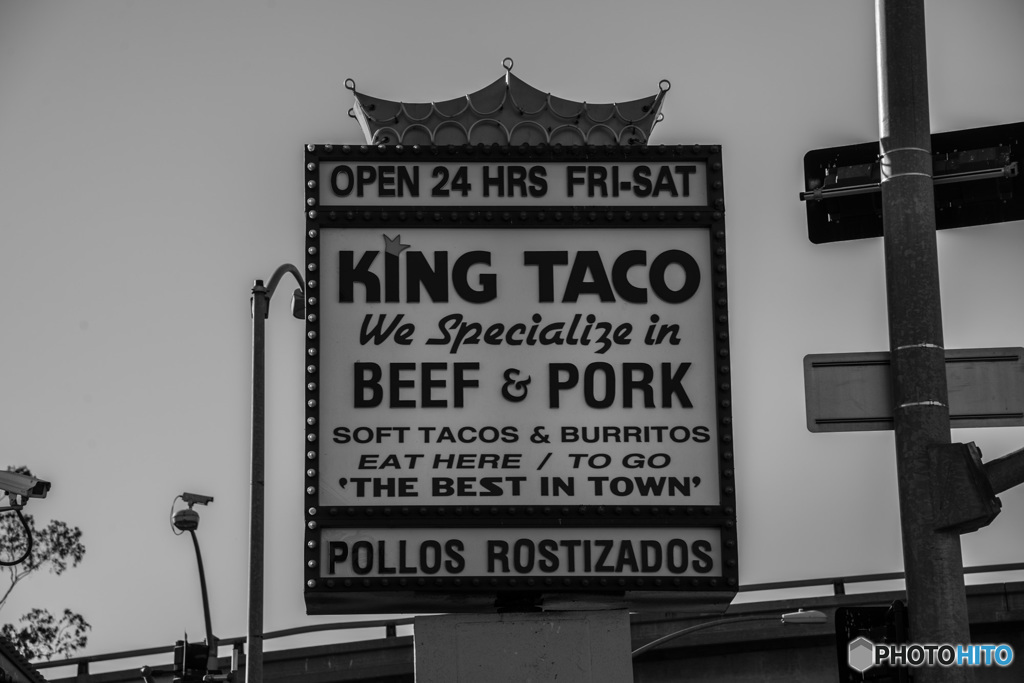 OPEN 24 HRS FRI-SAT
KING TACO
We Specialize in
BEEF & PORK
SOFT TACOS & BURRITOS
EAT HERE / TO GO
'THE BEST IN TOWN'
POLLOS ROSTIZADOS
PHOTOHITO